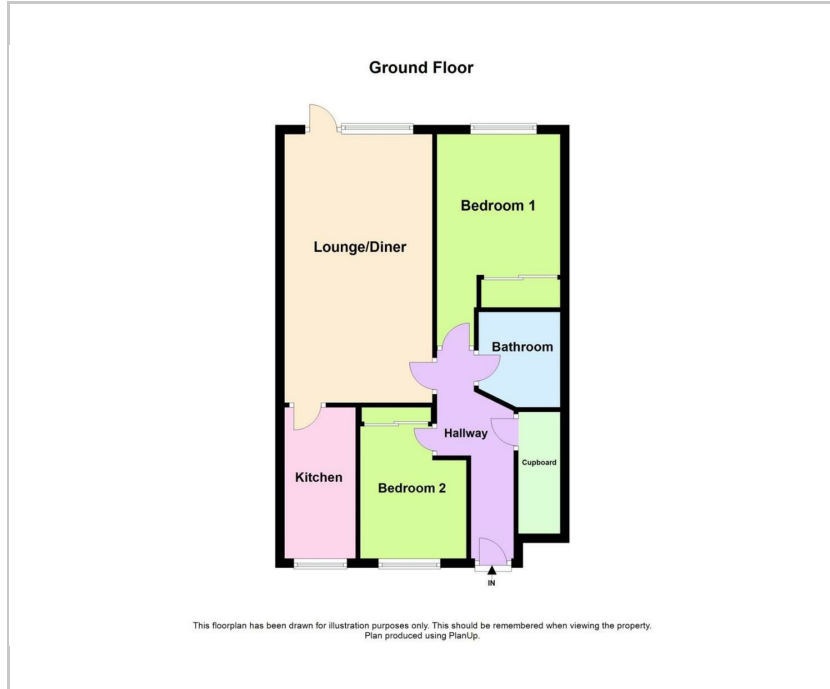 Ground Floor
Bedroom 1
Lounge/Diner
Bathroom
Hallway
Cupboard
Kitchen
Bedroom 2
IN
This floorplan has been drawn for illustration purposes only. This should be remembered when viewing the property.
Plan produced using PlanUp.